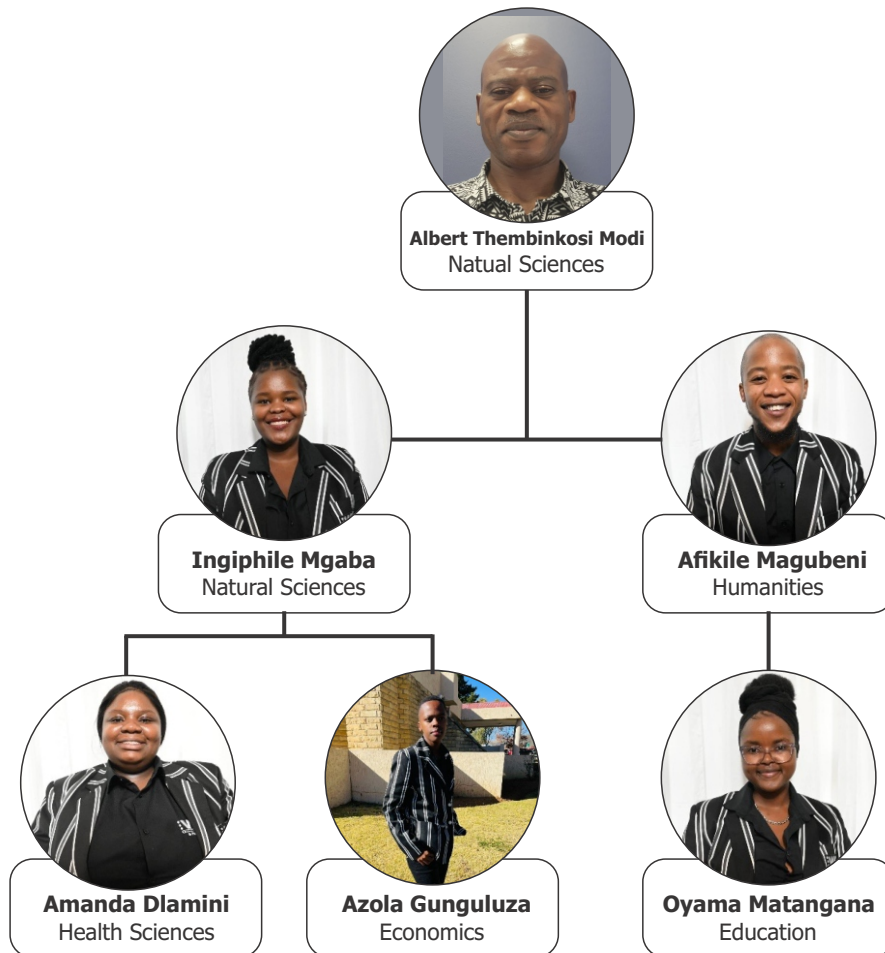 Albert Thembinkosi Modi
Natual Sciences
Ingiphile Mgaba
Natural Sciences
Afikile Magubeni
Humanities
Amanda Dlamini
Health Sciences
Azola Gunguluza
Economics
Oyama Matangana
Education